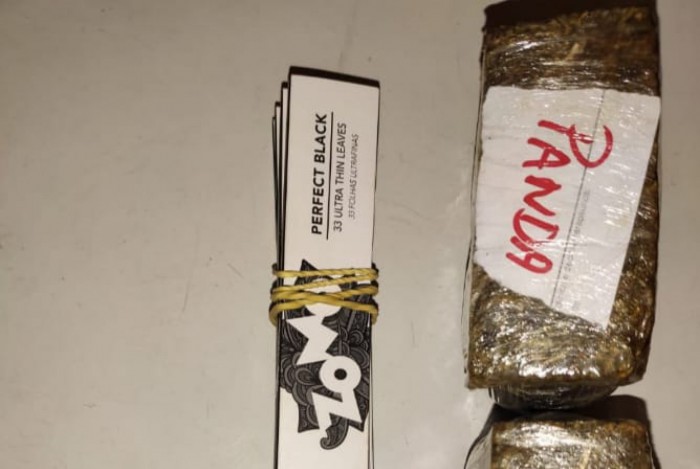 PERFECT BLACK
33 ULTRA THIN LEAVES
33 FOLHAS ULTRAFINAS
ZOMO
PANDA